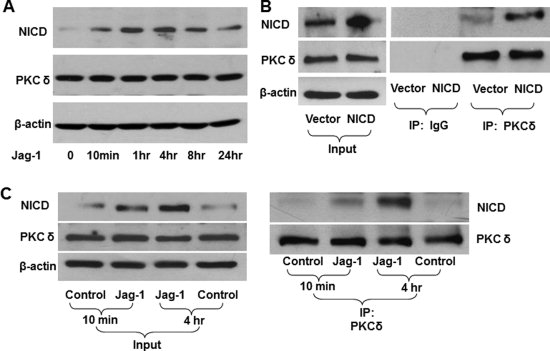 A
NICD
PKC δ
β-actin
Jag-1 0 10min 1hr 4hr 8hr 24hr
B
NICD
PKC δ
β-actin
Vector NICD
Input
Vector NICD
IP: IgG
Vector NICD
IP: PKCδ
C
NICD
PKC δ
β-actin
Control Jag-1 Jag-1 Control
10 min 4 hr
Input
NICD
PKC δ
Control Jag-1 Jag-1 Control
10 min 4 hr
IP:
PKCδ